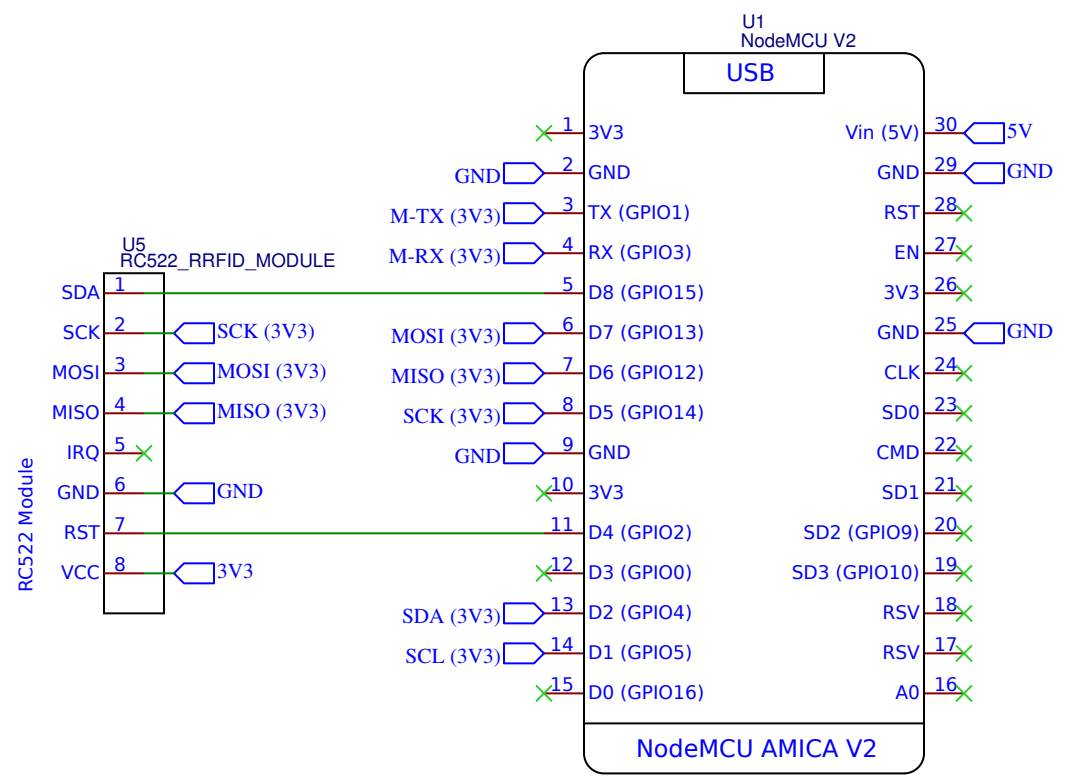 U1
NodeMCU V2
USB
1 3V3
GND 2 GND
M-TX (3V3) 3 TX (GPIO1)
M-RX (3V3) 4 RX (GPIO3)
5 D8 (GPIO15)
MOSI (3V3) 6 D7 (GPIO13)
MISO (3V3) 7 D6 (GPIO12)
SCK (3V3) 8 D5 (GPIO14)
GND 9 GND
10 3V3
11 D4 (GPIO2)
12 D3 (GPIO0)
SDA (3V3) 13 D2 (GPIO4)
SCL (3V3) 14 D1 (GPIO5)
15 D0 (GPIO16)
Vin (5V) 30 5V
GND 29 GND
RST 28
EN 27
3V3 26
GND 25 GND
CLK 24
SD0 23
CMD 22
SD1 21
SD2 (GPIO9) 20
SD3 (GPIO10) 19
RSV 18
RSV 17
A0 16
NodeMCU AMICA V2
U5
RC522_RRFID_MODULE
SDA 1
SCK 2 SCK (3V3)
MOSI 3 MOSI (3V3)
MISO 4 MISO (3V3)
IRQ 5
GND 6 GND
RST 7
VCC 8 3V3
RC522 Module